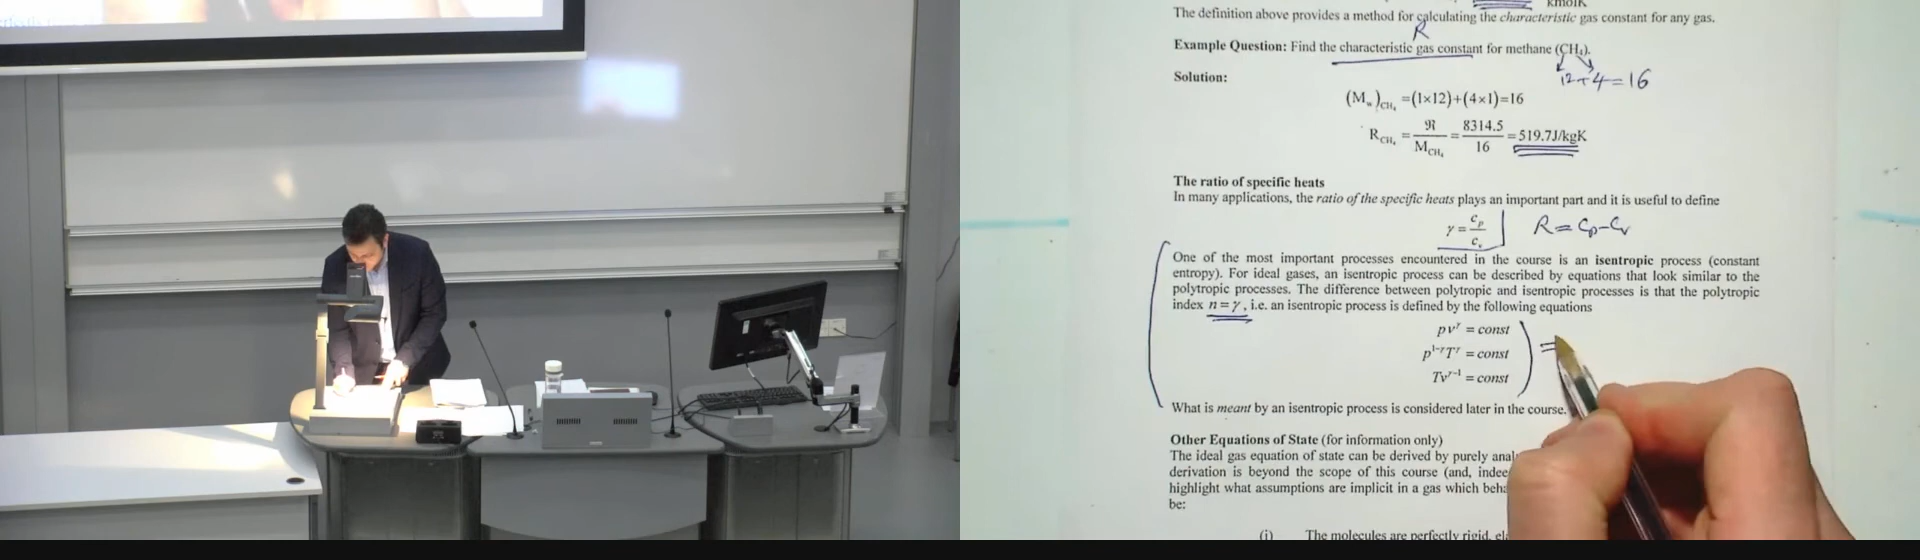 kmolK
The definition above provides a method for calculating the characteristic gas constant for any gas.
R
Example Question: Find the characteristic gas constant for methane (CH₄).
12+4=16
Solution:
(Mw)CH₄ =(1×12)+(4×1)=16
RCH₄ = ℜ/MCH₄ = 8314.5/16 =519.7J/kgK
The ratio of specific heats
In many applications, the ratio of the specific heats plays an important part and it is useful to define
γ = cp/cv R=Cp-Cv
One of the most important processes encountered in the course is an isentropic process (constant
entropy). For ideal gases, an isentropic process can be described by equations that look similar to the
polytropic processes. The difference between polytropic and isentropic processes is that the polytropic
index n=γ, i.e. an isentropic process is defined by the following equations
pv^γ = const
p^1-γ T^γ = const
Tv^γ-1 = const
What is meant by an isentropic process is considered later in the course.
Other Equations of State (for information only)
The ideal gas equation of state can be derived by purely
derivation is beyond the scope of this course (and,
highlight what assumptions are implicit in a gas which
be:
(i) The molecules are perfectly rigid,